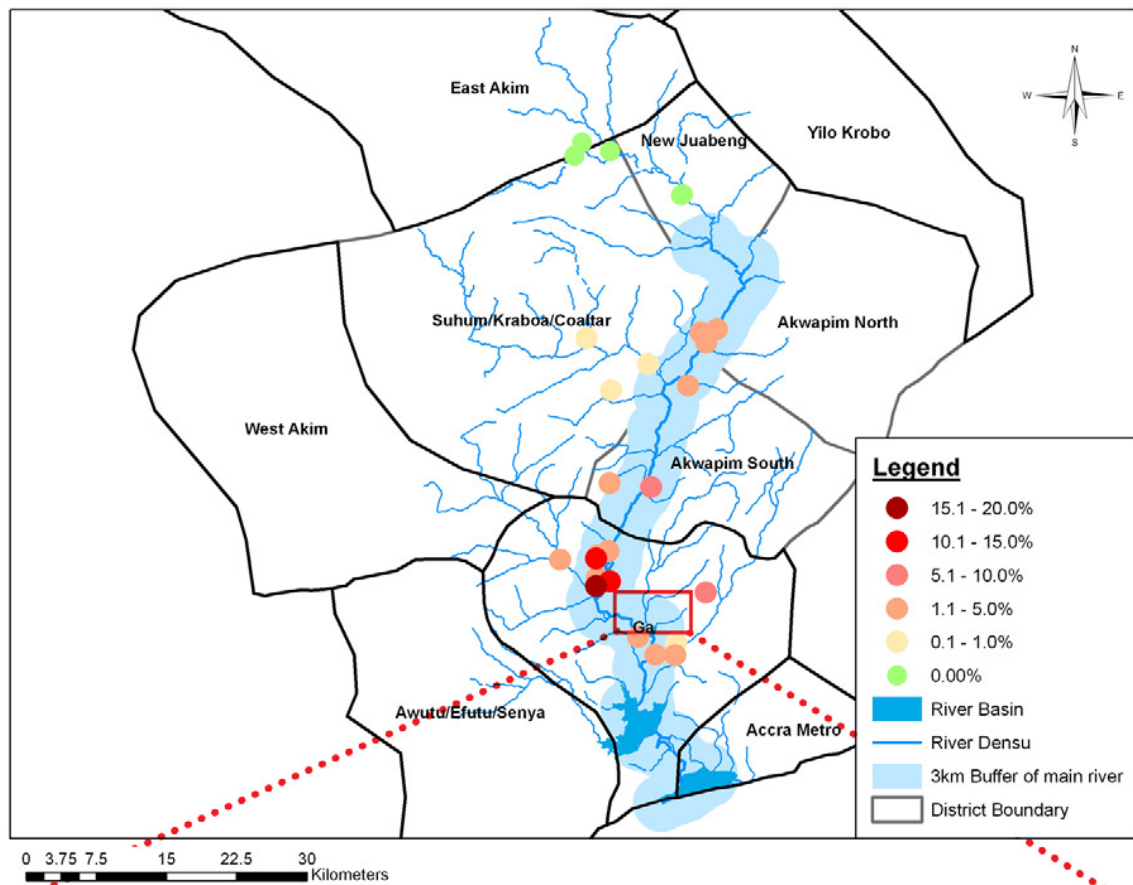 N
W E
S
East Akim
New Juabeng
Yilo Krobo
Suhum/Kraboa/Coaltar
Akwapim North
West Akim
Akwapim South
Ga
Awutu/Efutu/Senya
Accra Metro
Legend
15.1 - 20.0%
10.1 - 15.0%
5.1 - 10.0%
1.1 - 5.0%
0.1 - 1.0%
0.00%
River Basin
River Densu
3km Buffer of main river
District Boundary
0 3.75 7.5 15 22.5 30
Kilometers